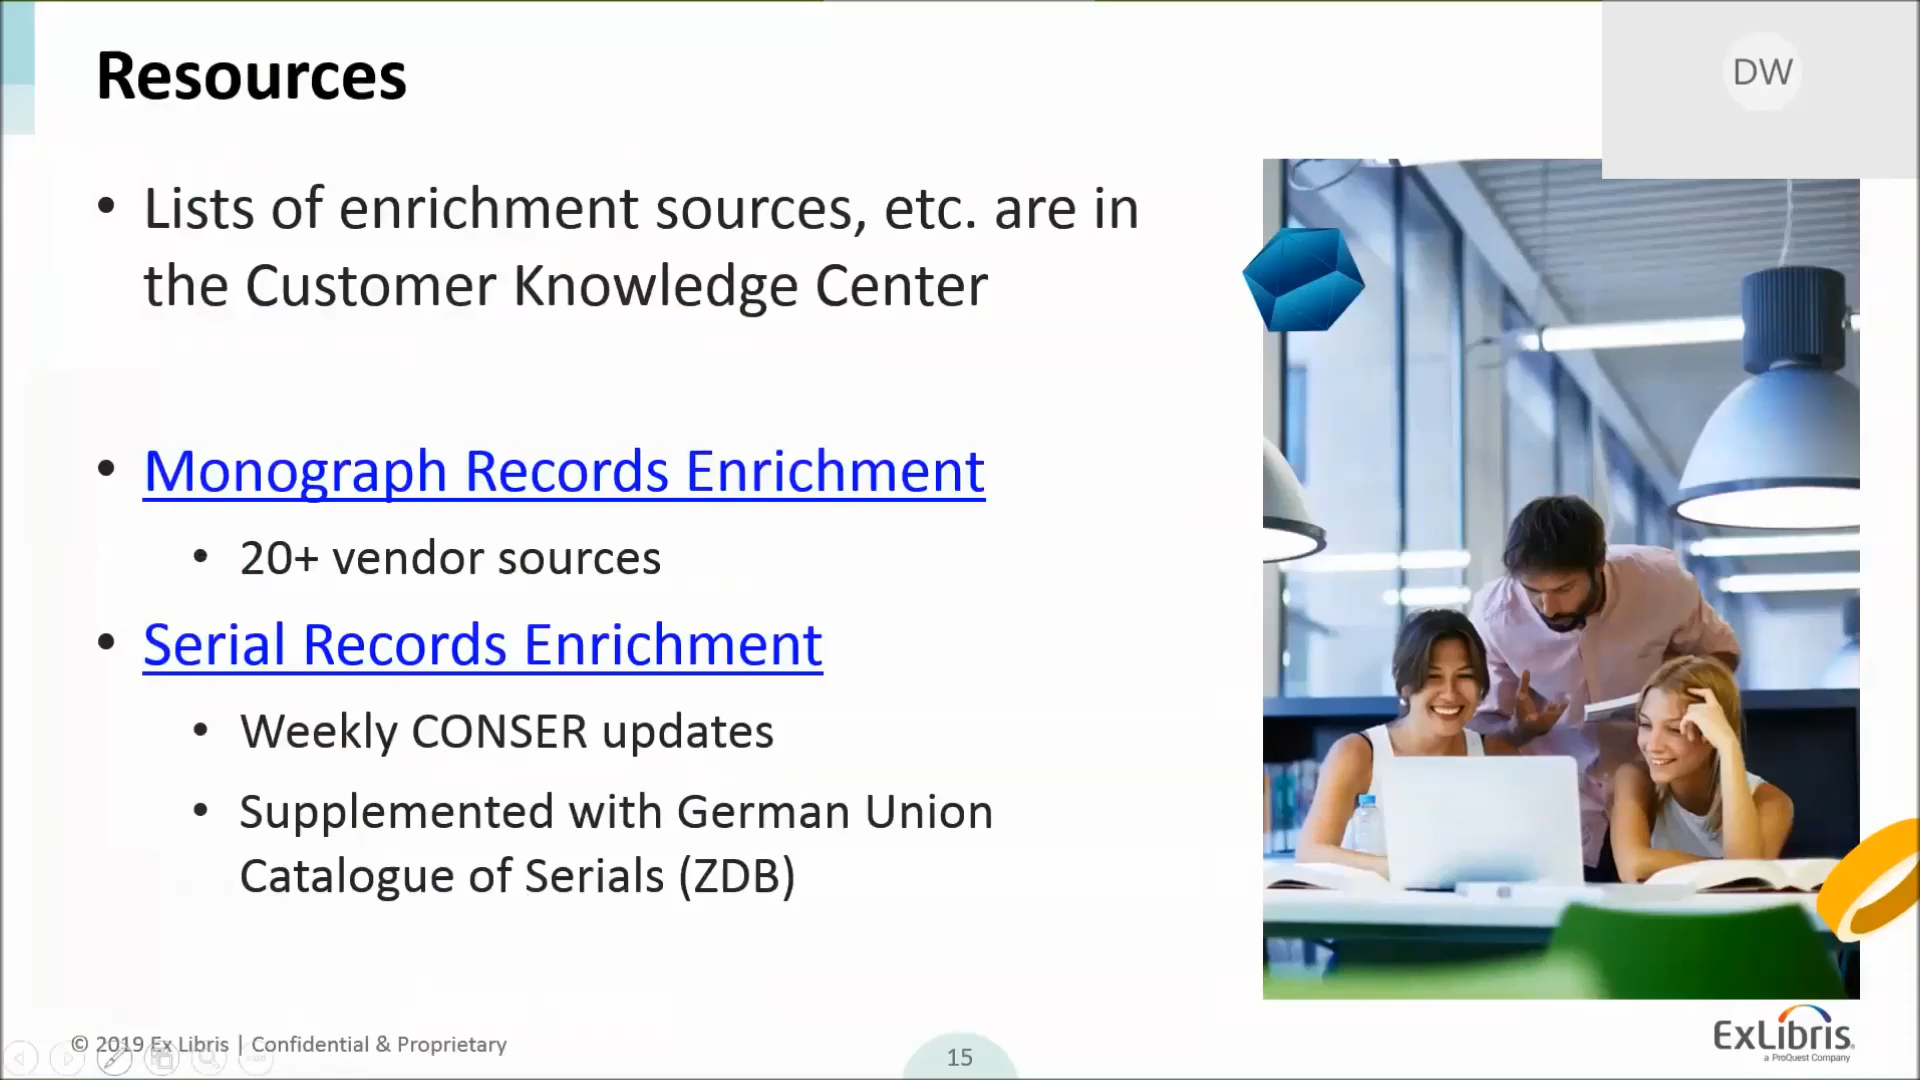 Resources
DW
• Lists of enrichment sources, etc. are in
the Customer Knowledge Center
• Monograph Records Enrichment
• 20+ vendor sources
• Serial Records Enrichment
• Weekly CONSER updates
• Supplemented with German Union
Catalogue of Serials (ZDB)
© 2019 Ex Libris | Confidential & Proprietary
15
ExLibris
a ProQuest Company